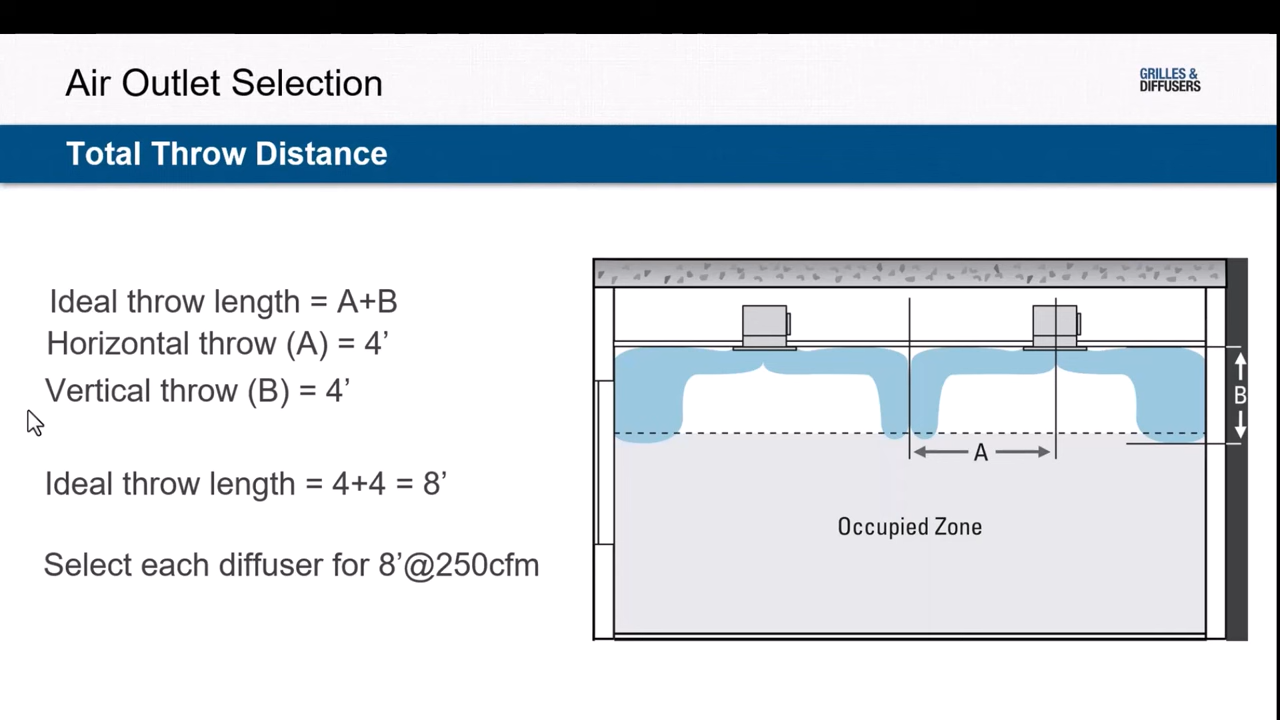 Air Outlet Selection
GRILLES &
DIFFUSERS
Total Throw Distance
Ideal throw length = A+B
Horizontal throw (A) = 4’
Vertical throw (B) = 4’
Ideal throw length = 4+4 = 8’
Select each diffuser for 8’@250cfm
B
A
Occupied Zone